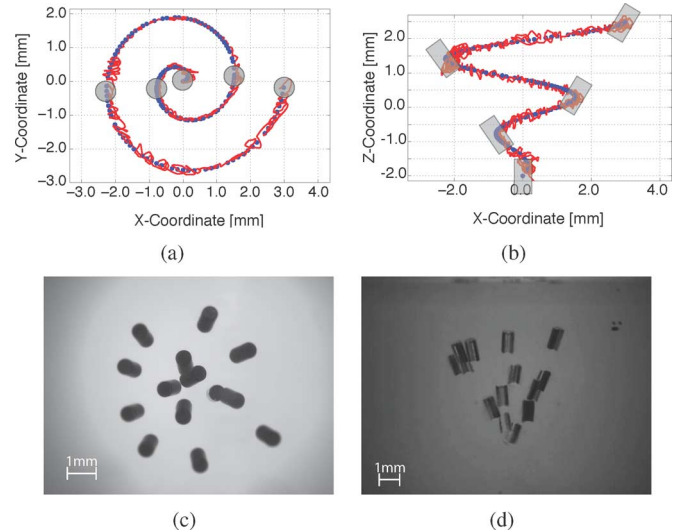 2.0
1.0
0.0
−1.0
−2.0
−3.0
Y-Coordinate [mm]
−3.0 −2.0 −1.0 0.0 1.0 2.0 3.0 4.0
X-Coordinate [mm]
(a)
2.0
1.0
0.0
-1.0
-2.0
Z-Coordinate [mm]
−2.0 0.0 2.0 4.0
X-Coordinate [mm]
(b)
1mm
(c)
1mm
(d)